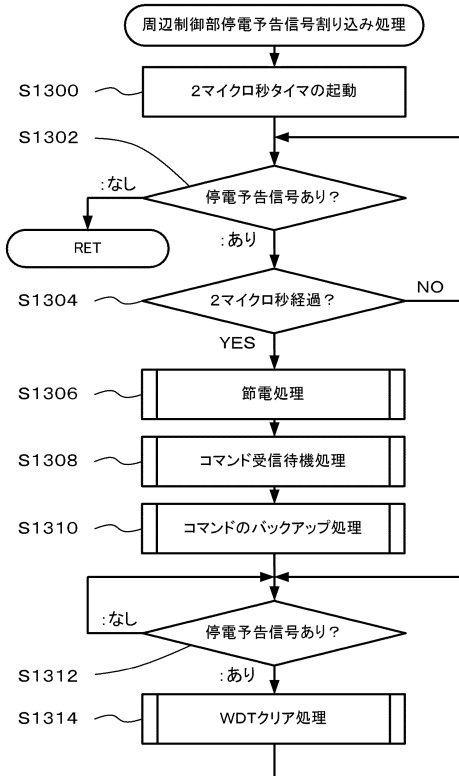 周辺制御部停電予告信号割り込み処理
S1300
2マイクロ秒タイマの起動
S1302
停電予告信号あり?
:なし
RET
:あり
S1304
2マイクロ秒経過?
NO
YES
S1306
節電処理
S1308
コマンド受信待機処理
S1310
コマンドのバックアップ処理
停電予告信号あり?
:なし
S1312
:あり
S1314
WDTクリア処理